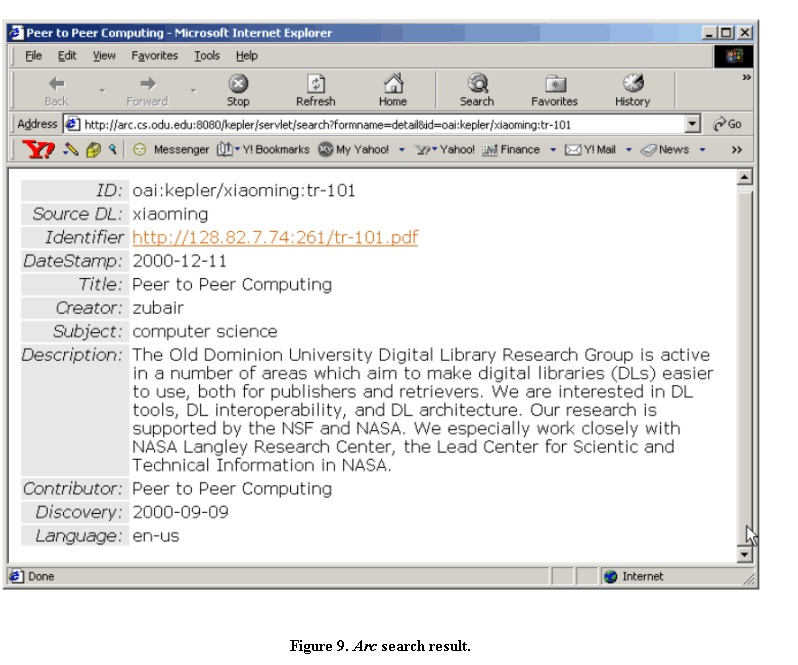 Peer to Peer Computing - Microsoft Internet Explorer
File Edit View Favorites Tools Help
Back Forward Stop Refresh Home Search Favorites History »
Address http://arc.cs.odu.edu:8080/kepler/servlet/search?formname=detail&id=oai:kepler/xiaoming:tr-101 Go
Y! Messenger Y! Bookmarks My Yahoo! Y? Yahoo! Finance Y! Mail News »
ID: oai:kepler/xiaoming:tr-101
Source DL: xiaoming
Identifier http://128.82.7.74:261/tr-101.pdf
DateStamp: 2000-12-11
Title: Peer to Peer Computing
Creator: zubair
Subject: computer science
Description: The Old Dominion University Digital Library Research Group is active
in a number of areas which aim to make digital libraries (DLs) easier
to use, both for publishers and retrievers. We are interested in DL
tools, DL interoperability, and DL architecture. Our research is
supported by the NSF and NASA. We especially work closely with
NASA Langley Research Center, the Lead Center for Scientic and
Technical Information in NASA.
Contributor: Peer to Peer Computing
Discovery: 2000-09-09
Language: en-us
Done Internet
Figure 9. Arc search result.